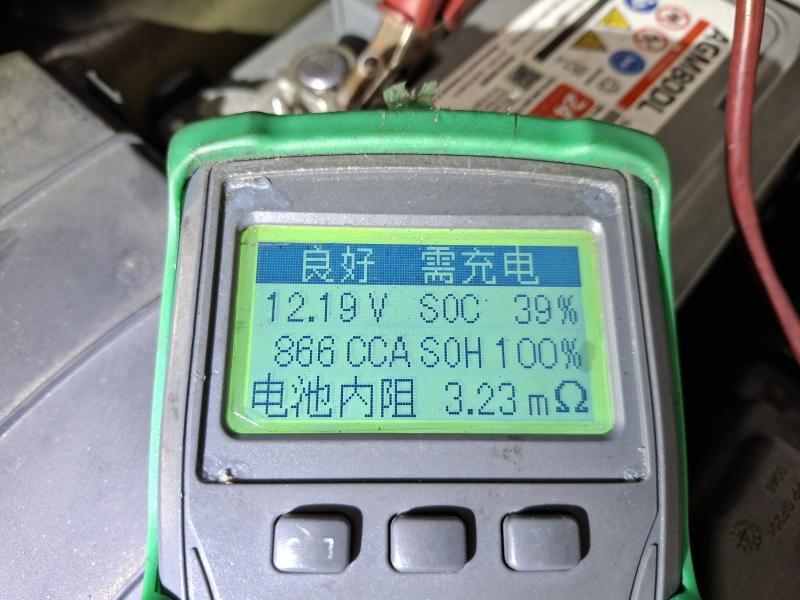 AGM80DL
良好 需充电
12.19 V SOC 39%
866 CCA SOH 100%
电池内阻 3.23 mΩ